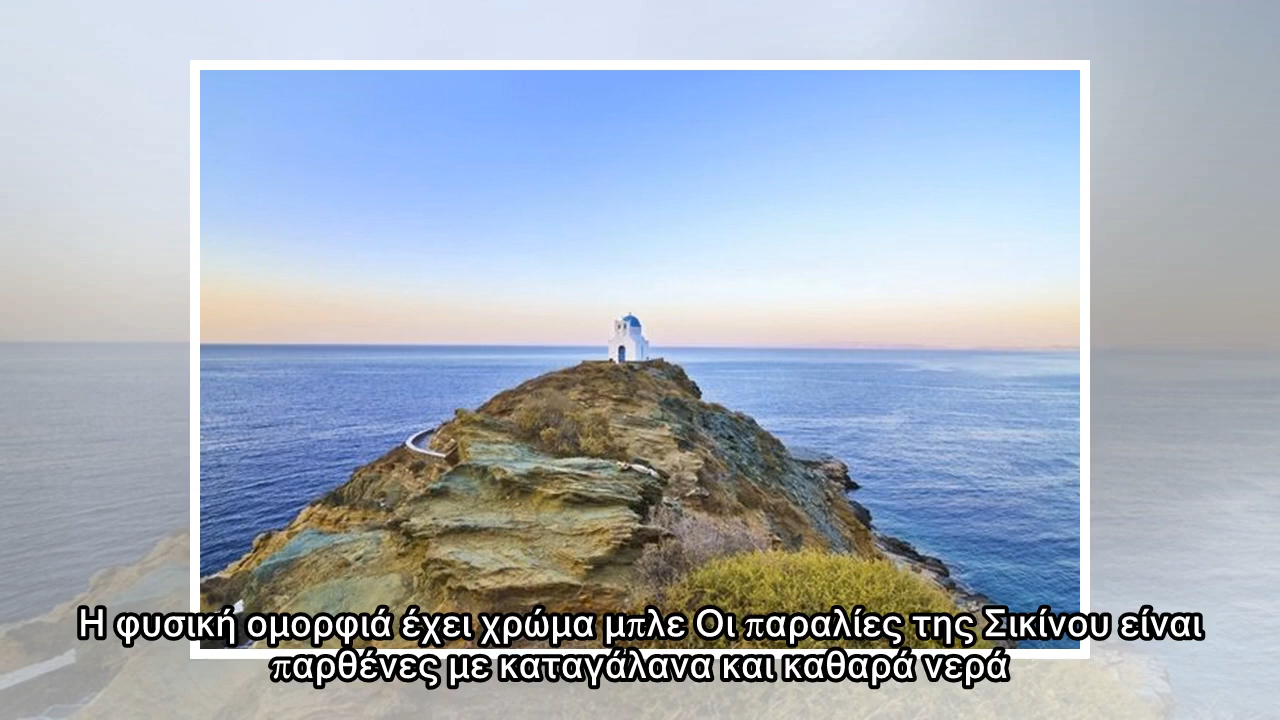 Η φυσική ομορφιά έχει χρώμα μπλε Οι παραλίες της Σικίνου είναι
παρθένες με καταγάλανα και καθαρά νερά